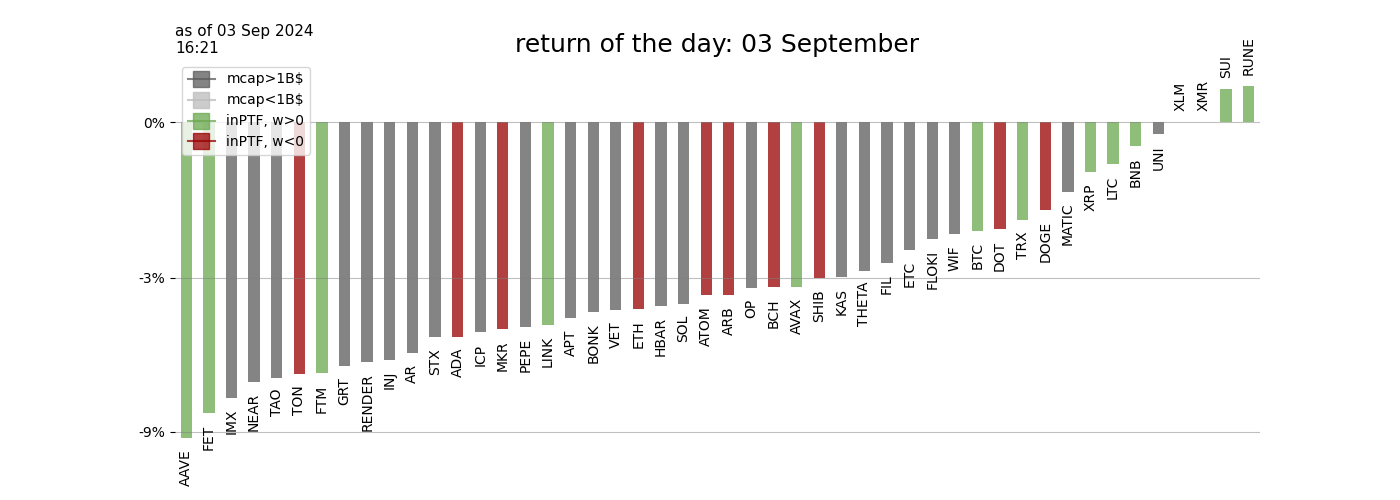 as of 03 Sep 2024
16:21
return of the day: 03 September
mcap>1B$
mcap<1B$
inPTF, w>0
inPTF, w<0
0%
-3%
-9%
AAVE
FET
IMX
NEAR
TAO
TON
FTM
GRT
RENDER
INJ
AR
STX
ADA
ICP
MKR
PEPE
LINK
APT
BONK
VET
ETH
HBAR
SOL
ATOM
ARB
OP
BCH
AVAX
SHIB
KAS
THETA
FIL
ETC
FLOKI
WIF
BTC
DOT
TRX
DOGE
MATIC
XRP
LTC
BNB
UNI
XLM
XMR
SUI
RUNE